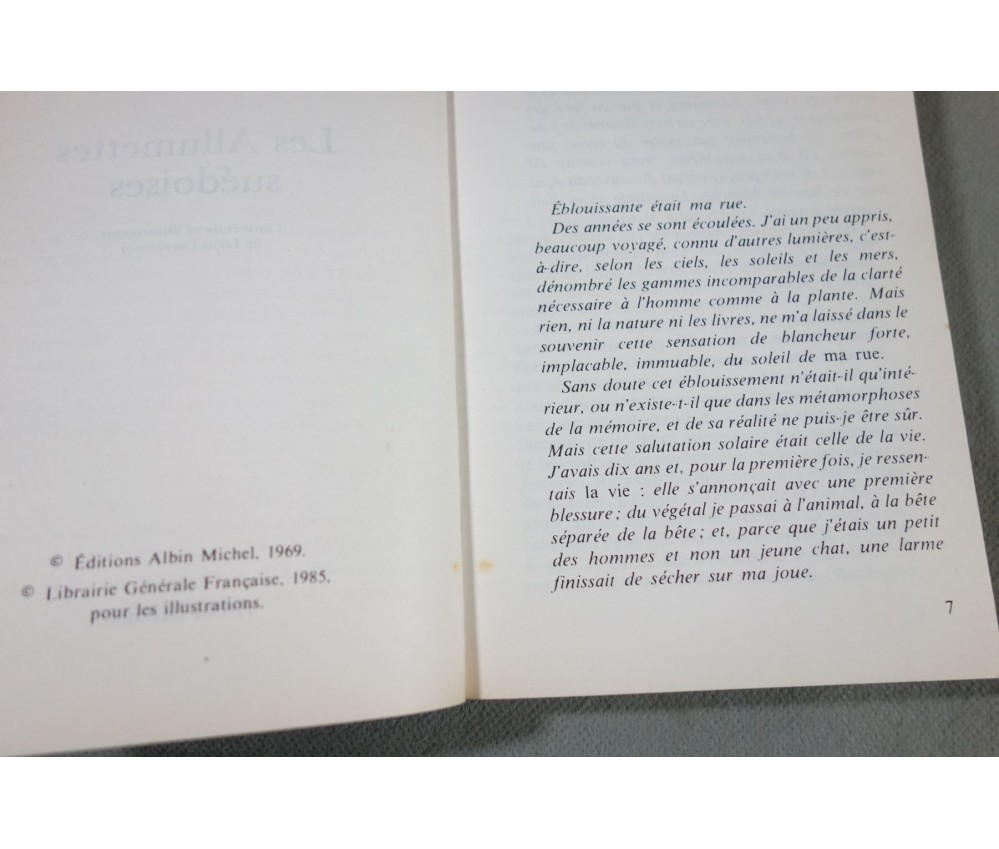 Les Allumettes
suédoises
© Éditions Albin Michel, 1969.
© Librairie Générale Française, 1985,
pour les illustrations.
Éblouissante était ma rue.
Des années se sont écoulées. J'ai un peu appris,
beaucoup voyagé, connu d'autres lumières, c'est-
à-dire, selon les ciels, les soleils et les mers,
dénombré les gammes incomparables de la clarté
nécessaire à l'homme comme à la plante. Mais
rien, ni la nature ni les livres, ne m'a laissé dans le
souvenir cette sensation de blancheur forte,
implacable, immuable, du soleil de ma rue.
Sans doute cet éblouissement n'était-il qu'inté-
rieur, ou n'existe-t-il que dans les métamorphoses
de la mémoire, et de sa réalité ne puis-je être sûr.
Mais cette salutation solaire était celle de la vie.
J'avais dix ans et, pour la première fois, je ressen-
tais la vie : elle s'annonçait avec une première
blessure ; du végétal je passai à l'animal, à la bête
séparée de la bête ; et, parce que j'étais un petit
des hommes et non un jeune chat, une larme
finissait de sécher sur ma joue.
7